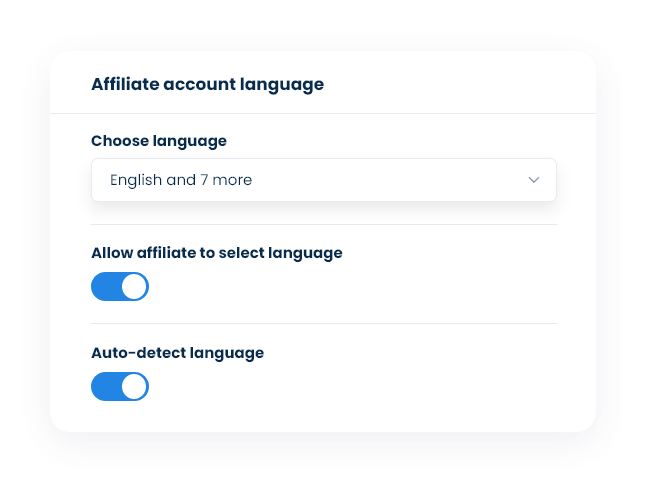 Affiliate account language
Choose language
English and 7 more
Allow affiliate to select language
Auto-detect language